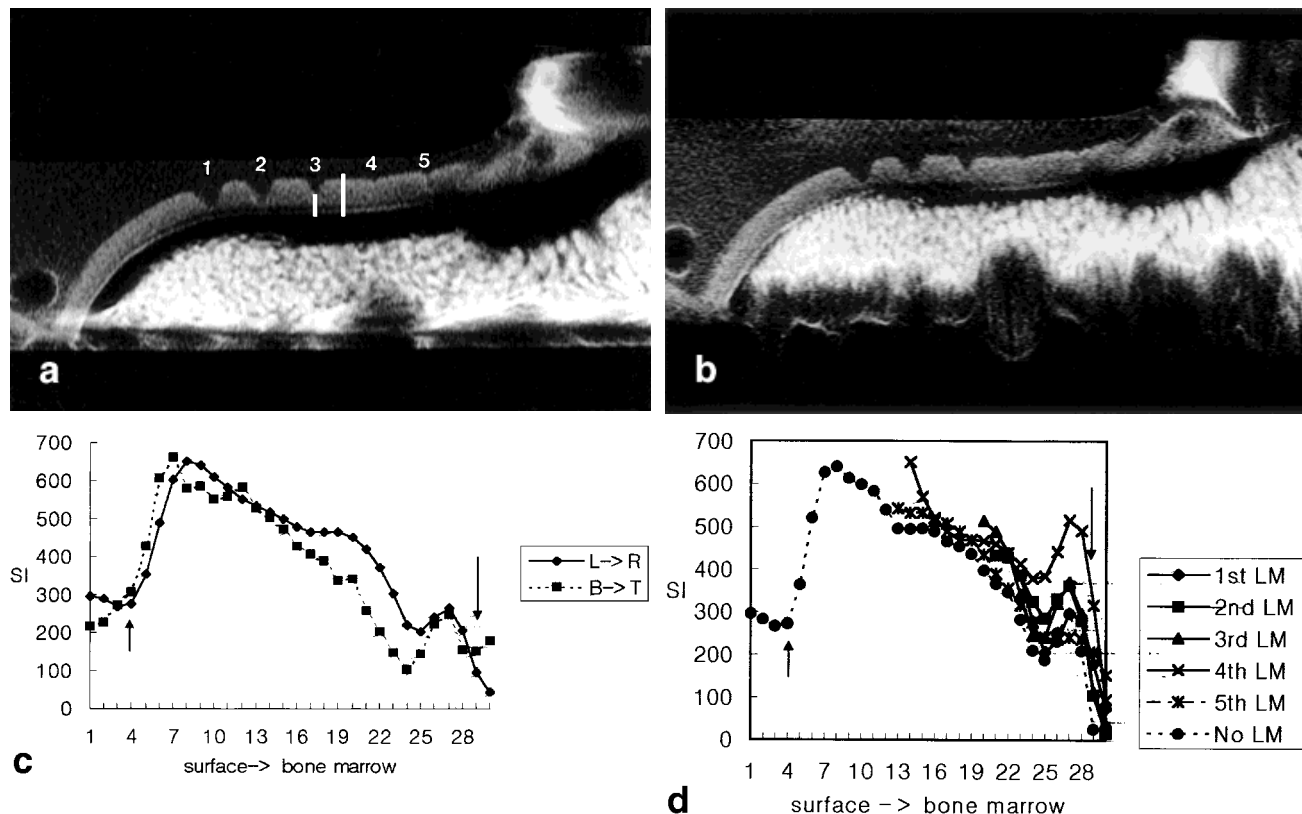 1 2 3 4 5
a
b
700
600
500
400
300
200
100
0
SI
1 4 7 10 13 16 19 22 25 28
surface-> bone marrow
L-> R
B-> T
c
700
600
500
400
300
200
100
0
SI
1 4 7 10 13 16 19 22 25 28
surface -> bone marrow
1st LM
2nd LM
3rd LM
4th LM
5th LM
No LM
d